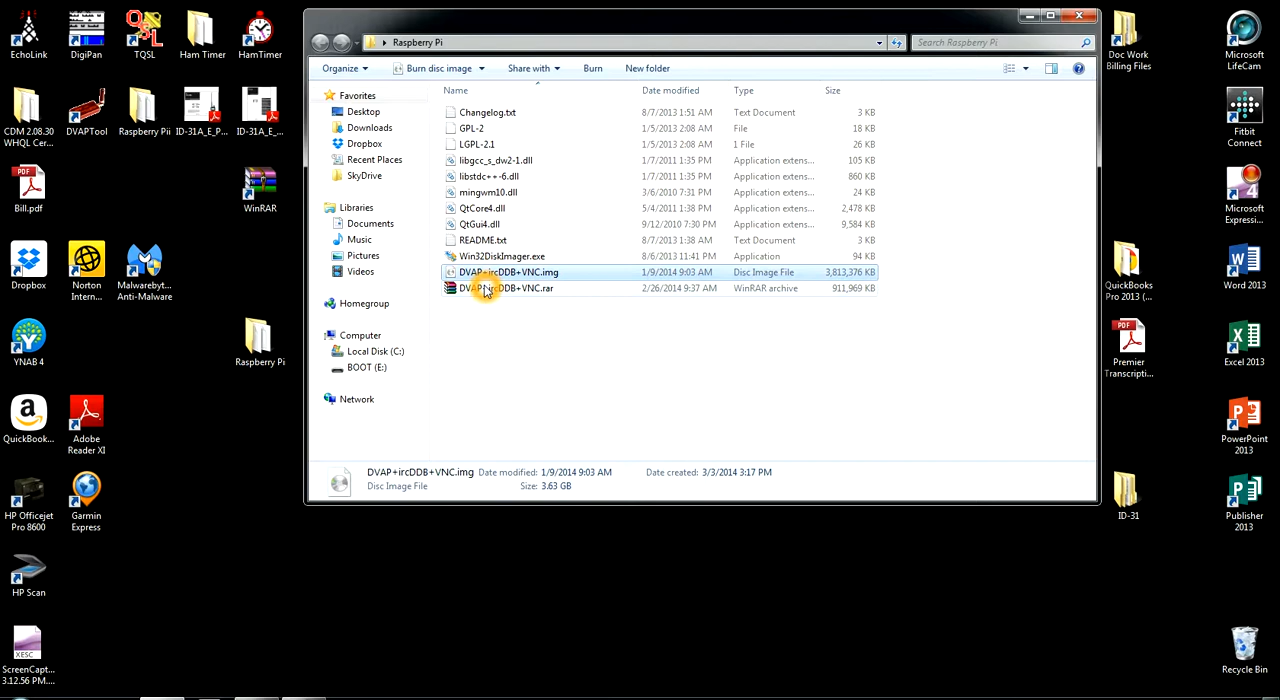 EchoLink
DigiPan
TQSL
Ham Timer
HamTimer
CDM 2.08.30
WHQL Cer...
DVAPTool
Raspberry Pii
ID-31A_E_P...
ID-31A_E_...
PDF
Bill.pdf
WinRAR
Dropbox
Norton
Intern...
Malwarebyt...
Anti-Malware
YNAB 4
Raspberry Pi
QuickBook...
Adobe
Reader XI
HP Officejet
Pro 8600
Garmin
Express
HP Scan
XESC
ScreenCapt...
3.12.56 PM....
Raspberry Pi
Search Raspberry Pi
Organize
Burn disc image
Share with
Burn
New folder
Favorites
Desktop
Downloads
Dropbox
Recent Places
SkyDrive
Libraries
Documents
Music
Pictures
Videos
Homegroup
Computer
Local Disk (C:)
BOOT (E:)
Network
Name Date modified Type Size
Changelog.txt 8/7/2013 1:51 AM Text Document 3 KB
GPL-2 1/5/2013 2:08 AM File 18 KB
LGPL-2.1 1/5/2013 2:08 AM 1 File 26 KB
libgcc_s_dw2-1.dll 1/7/2011 1:35 PM Application extens... 105 KB
libstdc++-6.dll 1/7/2011 1:35 PM Application extens... 860 KB
mingwm10.dll 3/6/2010 7:31 PM Application extens... 24 KB
QtCore4.dll 5/4/2011 1:38 PM Application extens... 2,478 KB
QtGui4.dll 9/12/2010 7:30 PM Application extens... 9,584 KB
README.txt 8/7/2013 1:38 AM Text Document 3 KB
Win32DiskImager.exe 8/6/2013 11:41 PM Application 94 KB
DVAP+ircDDB+VNC.img 1/9/2014 9:03 AM Disc Image File 3,813,376 KB
DVAP+ircDDB+VNC.rar 2/26/2014 9:37 AM WinRAR archive 911,969 KB
DVAP+ircDDB+VNC.img Date modified: 1/9/2014 9:03 AM Date created: 3/3/2014 3:17 PM
Disc Image File Size: 3.63 GB
Doc Work
Billing Files
Microsoft
LifeCam
Fitbit
Connect
Microsoft
Expressi...
QuickBooks
Pro 2013 (...
Word 2013
PDF
Premier
Transcripti...
Excel 2013
PowerPoint
2013
ID-31
Publisher
2013
Recycle Bin